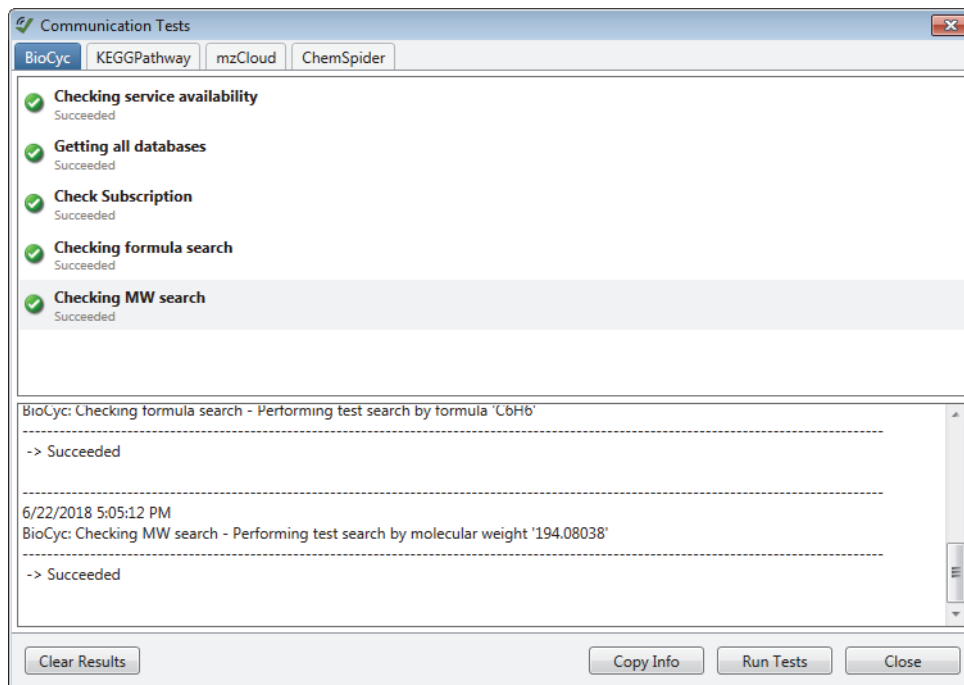 Communication Tests
BioCyc KEGGPathway mzCloud ChemSpider
Checking service availability
Succeeded
Getting all databases
Succeeded
Check Subscription
Succeeded
Checking formula search
Succeeded
Checking MW search
Succeeded
BioCyc: Checking formula search - Performing test search by formula 'C6H6'
-> Succeeded
6/22/2018 5:05:12 PM
BioCyc: Checking MW search - Performing test search by molecular weight '194.08038'
-> Succeeded
Clear Results Copy Info Run Tests Close